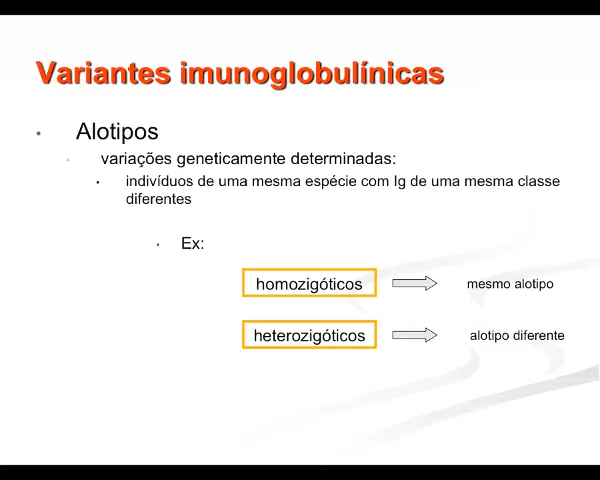 Variantes imunoglobulínicas
• Alotipos
• variações geneticamente determinadas:
• indivíduos de uma mesma espécie com Ig de uma mesma classe
diferentes
• Ex:
homozigóticos mesmo alotipo
heterozigóticos alotipo diferente